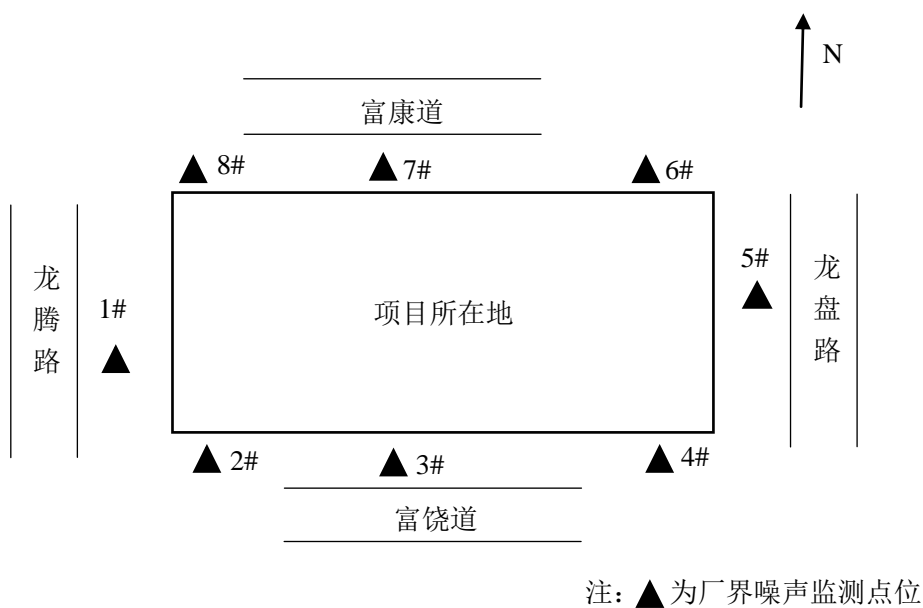 N
富康道
8#
7#
6#
龙腾路
1#
项目所在地
5#
龙盘路
2#
3#
4#
富饶道
注：▲为厂界噪声监测点位